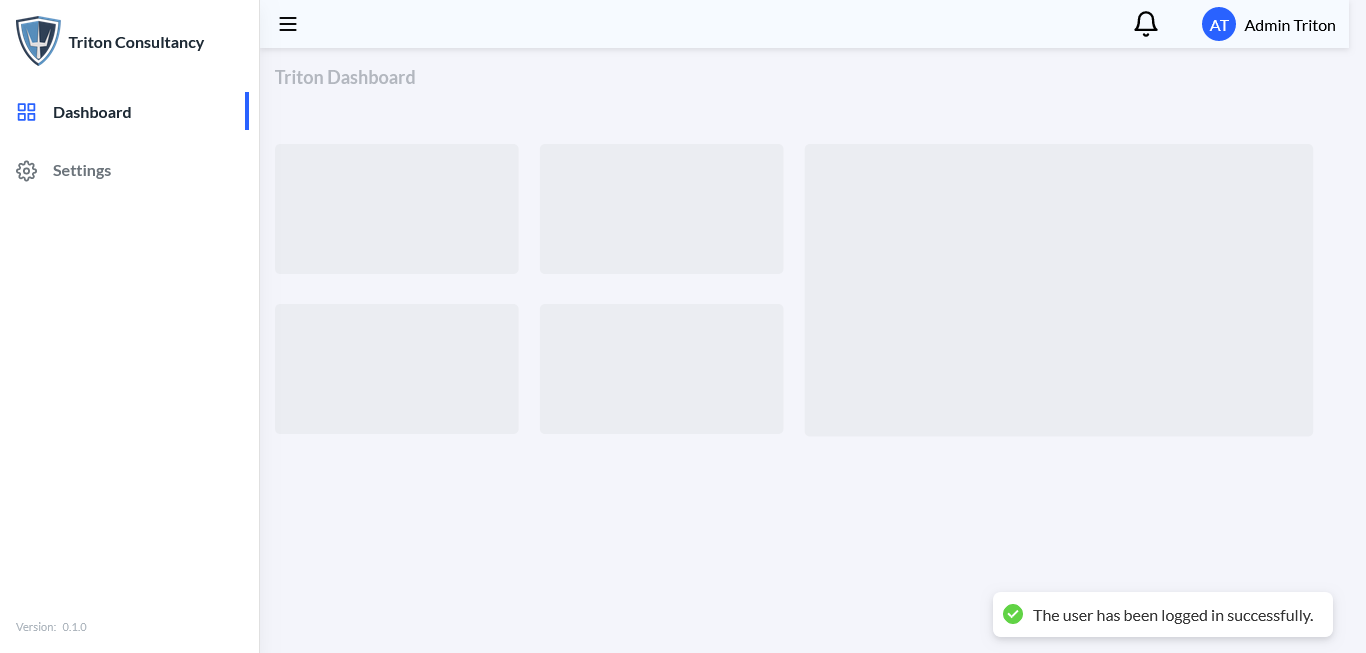 Triton Consultancy
AT
Admin Triton
Triton Dashboard
Dashboard
Settings
The user has been logged in successfully.
Version: 0.1.0